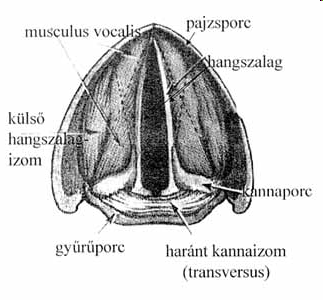 pajzsporc
musculus vocalis
hangszalag
külső
hangszalag-
izom
kannaporc
gyűrűporc
haránt kannaizom
(transversus)